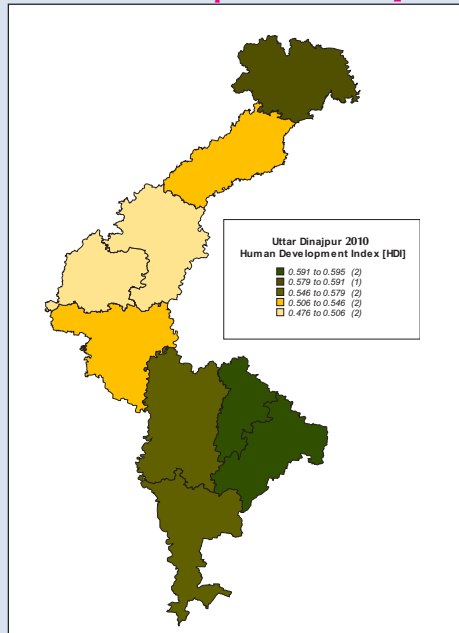 Uttar Dinajpur 2010
Human Development Index [HDI]
0.591 to 0.595 (2)
0.579 to 0.591 (1)
0.546 to 0.579 (2)
0.506 to 0.546 (2)
0.476 to 0.506 (2)